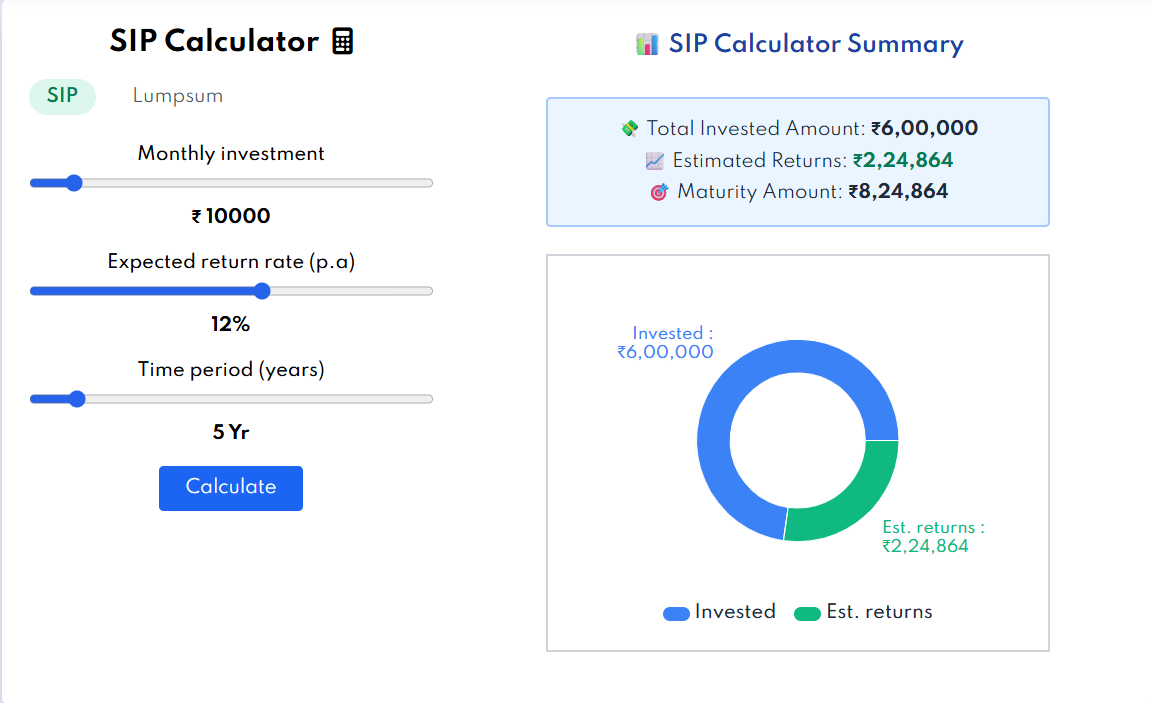 SIP Calculator
SIP
Lumpsum
Monthly investment
₹ 10000
Expected return rate (p.a)
12%
Time period (years)
5 Yr
Calculate
SIP Calculator Summary
Total Invested Amount: ₹6,00,000
Estimated Returns: ₹2,24,864
Maturity Amount: ₹8,24,864
Invested :
₹6,00,000
Est. returns :
₹2,24,864
Invested
Est. returns